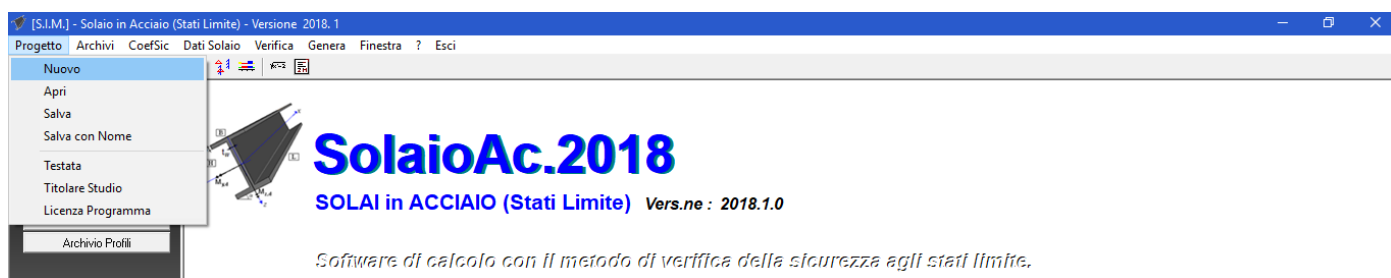 [S.I.M.] - Solaio in Acciaio (Stati Limite) - Versione 2018. 1
Progetto Archivi CoefSic Dati Solaio Verifica Genera Finestra ? Esci
Nuovo
Apri
Salva
Salva con Nome
Testata
Titolare Studio
Licenza Programma
Archivio Profili
SolaioAc.2018
SOLAI in ACCIAIO (Stati Limite) Vers.ne : 2018.1.0
Software di calcolo con il metodo di verifica della sicurezza agli stati limite.